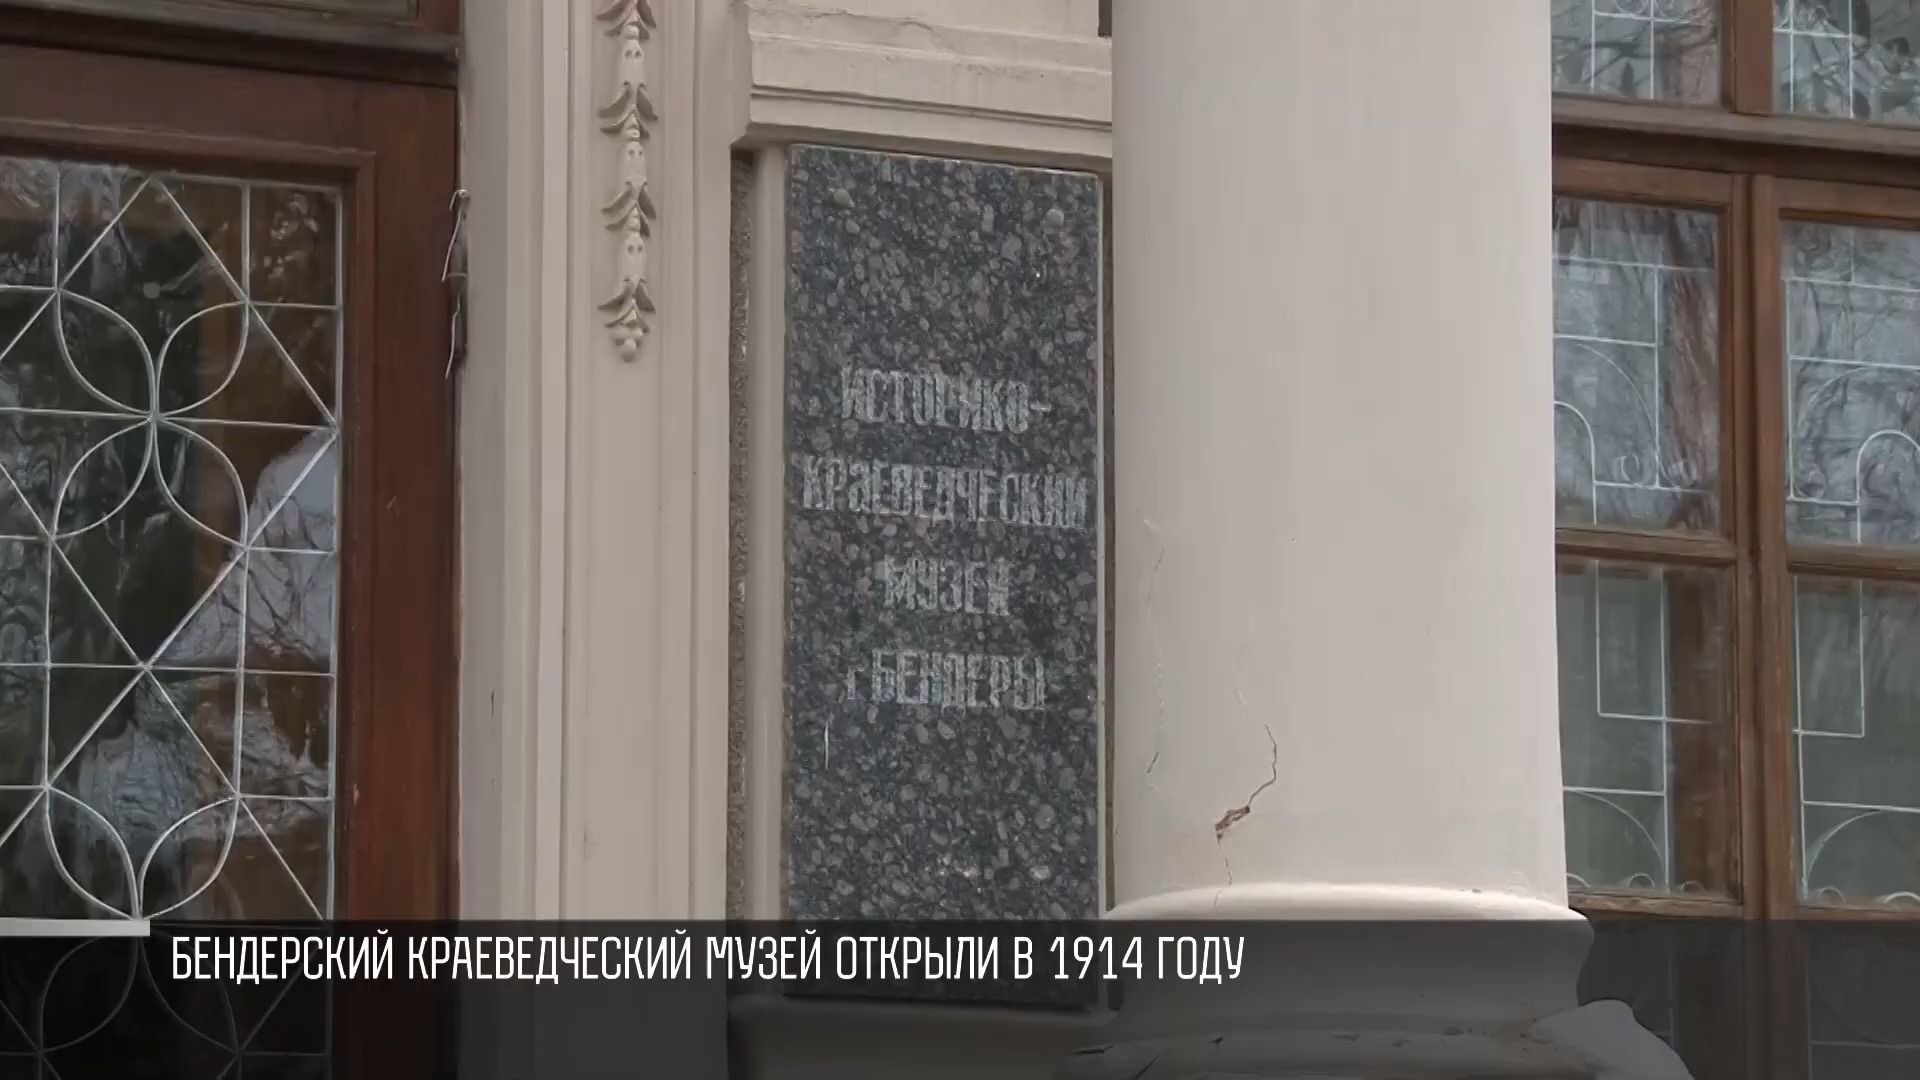 ИСТОРИКО-
КРАЕВЕДЧЕСКИЙ
МУЗЕЙ
г БЕНДЕРЫ
БЕНДЕРСКИЙ КРАЕВЕДЧЕСКИЙ МУЗЕЙ ОТКРЫЛИ В 1914 ГОДУ